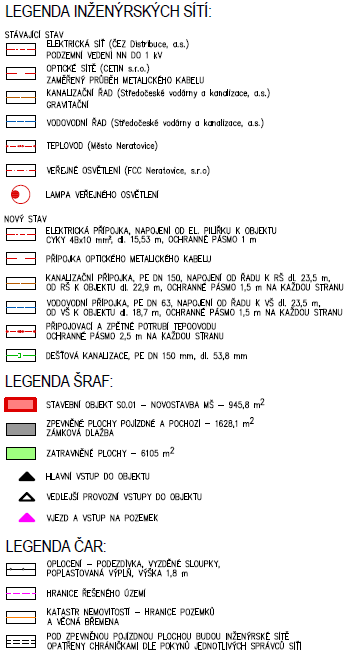 LEGENDA INŽENÝRSKÝCH SÍTÍ:
STÁVAJÍCÍ STAV
ELEKTRICKÁ SÍŤ (ČEZ Distribuce, a.s.)
PODZEMNÍ VEDENÍ NN DO 1 kV
OPTICKÉ SÍTĚ (CETIN s.r.o.)
ZAMĚŘENÝ PRŮBĚH METALICKÉHO KABELU
KANALIZAČNÍ ŘAD (Středočeské vodárny a kanalizace, a.s.)
GRAVITAČNÍ
VODOVODNÍ ŘAD (Středočeské vodárny a kanalizace, a.s.)
TEPLOVOD (Město Neratovice)
VEŘEJNÉ OSVĚTLENÍ (FCC Neratovice, s.r.o)
LAMPA VEŘEJNÉHO OSVĚTLENÍ
NOVÝ STAV
ELEKTRICKÁ PŘÍPOJKA, NAPOJENÍ OD EL. PILÍŘKU K OBJEKTU
CYKY 4Bx10 mm², dl. 15,53 m, OCHRANNÉ PÁSMO 1 m
PŘÍPOJKA OPTICKÉHO METALICKÉHO KABELU
KANALIZAČNÍ PŘÍPOJKA, PE DN 150, NAPOJENÍ OD ŘADU K RŠ dl. 23,5 m,
OD RŠ K OBJEKTU dl. 22,9 m, OCHRANNÉ PÁSMO 1,5 m NA KAŽDOU STRANU
VODOVODNÍ PŘÍPOJKA, PE DN 63, NAPOJENÍ OD ŘADU K VŠ dl. 23,5 m,
OD VŠ K OBJEKTU dl. 18,7 m, OCHRANNÉ PÁSMO 1,5 m NA KAŽDOU STRANU
PŘIPOJOVACÍ A ZPĚTNÉ POTRUBÍ TEPOOVODU
OCHRANNÉ PÁSMO 2,5 m NA KAŽDOU STRANU
DEŠŤOVÁ KANALIZACE, PE DN 150 mm, dl. 53,8 mm
LEGENDA ŠRAF:
STAVEBNÍ OBJEKT SO.01 – NOVOSTAVBA MŠ – 945,8 m²
ZPEVNĚNÉ PLOCHY POJÍZDNÉ A POCHOZÍ – 1628,1 m²
ZÁMKOVÁ DLAŽBA
ZATRAVNĚNÉ PLOCHY – 6105 m²
HLAVNÍ VSTUP DO OBJEKTU
VEDLEJŠÍ PROVOZNÍ VSTUPY DO OBJEKTU
VJEZD A VSTUP NA POZEMEK
LEGENDA ČAR:
OPLOCENÍ – PODEZDÍVKA, VYZDĚNÉ SLOUPKY,
POPLASTOVANÁ VÝPLŇ, VÝŠKA 1,8 m
HRANICE ŘEŠENÉHO ÚZEMÍ
KATASTR NEMOVITOSTÍ – HRANICE POZEMKŮ
A VĚCNÁ BŘEMENA
POD ZPEVNĚNOU POJÍZDNOU PLOCHOU BUDOU INŽENÝRSKÉ SÍTĚ
OPATŘENY CHRÁNIČKAMI DLE POKYNŮ JEDNOTLIVÝCH SPRÁVCŮ SÍTÍ